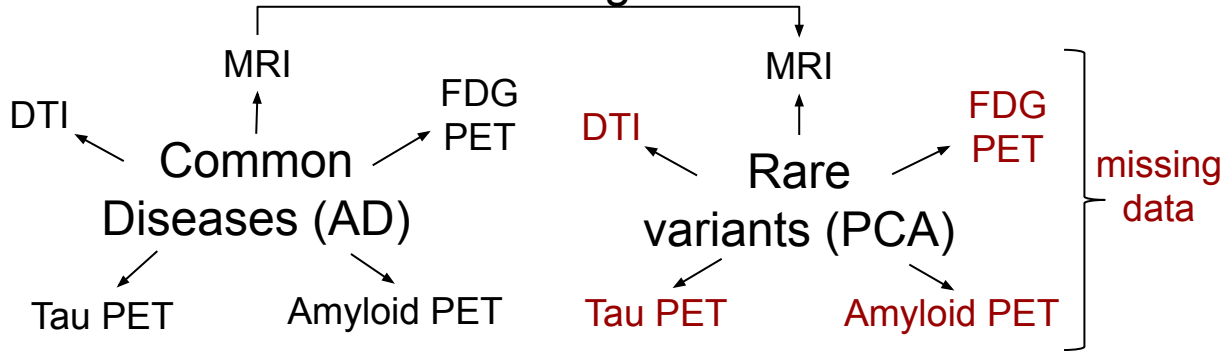 MRI
DTI
FDG
PET
Common
Diseases (AD)
Tau PET
Amyloid PET
MRI
DTI
FDG
PET
Rare
variants (PCA)
Tau PET
Amyloid PET
missing
data